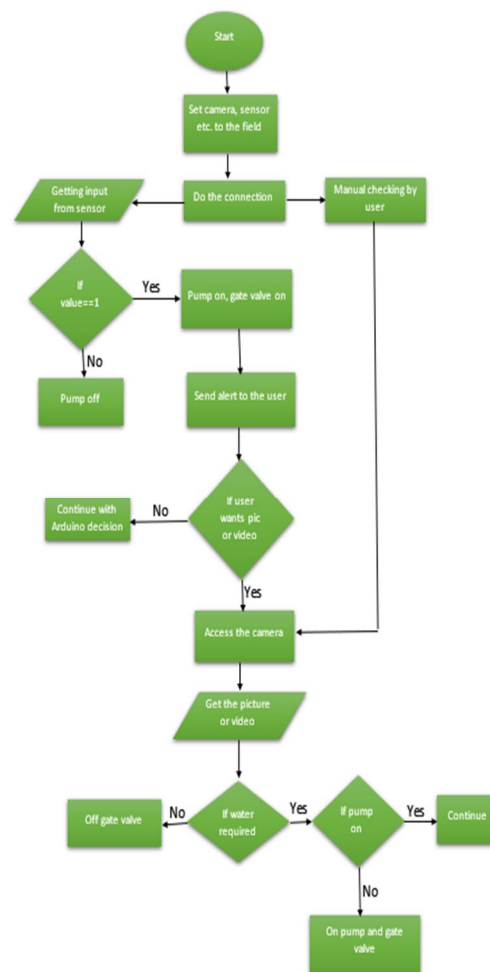 Start
Set camera, sensor
etc. to the field
Getting input
from sensor
Do the connection
Manual checking by
user
If
value==1
Yes
Pump on, gate valve on
No
Pump off
Send alert to the user
If user
wants pic
or video
No
Continue with
Arduino decision
Yes
Access the camera
Get the picture
or video
If water
required
No
Off gate valve
Yes
If pump
on
Yes
Continue
No
On pump and gate
valve